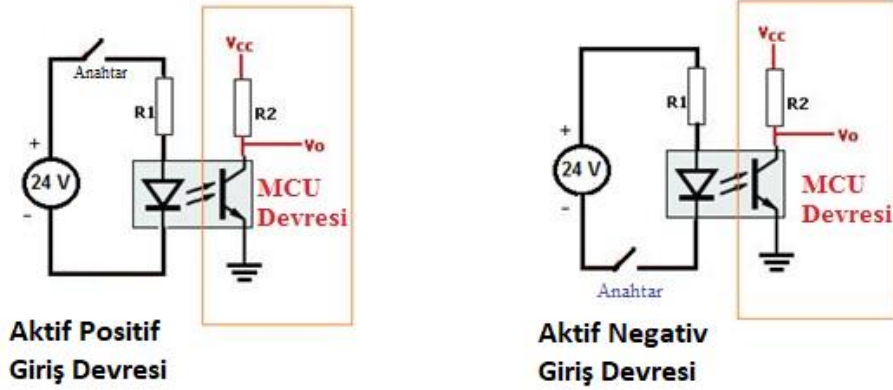 Vcc
Anahtar
R1
R2
Vo
+
24 V
-
MCU
Devresi
Aktif Positif
Giriş Devresi
Vcc
R1
R2
Vo
+
24 V
-
MCU
Devresi
Anahtar
Aktif Negativ
Giriş Devresi